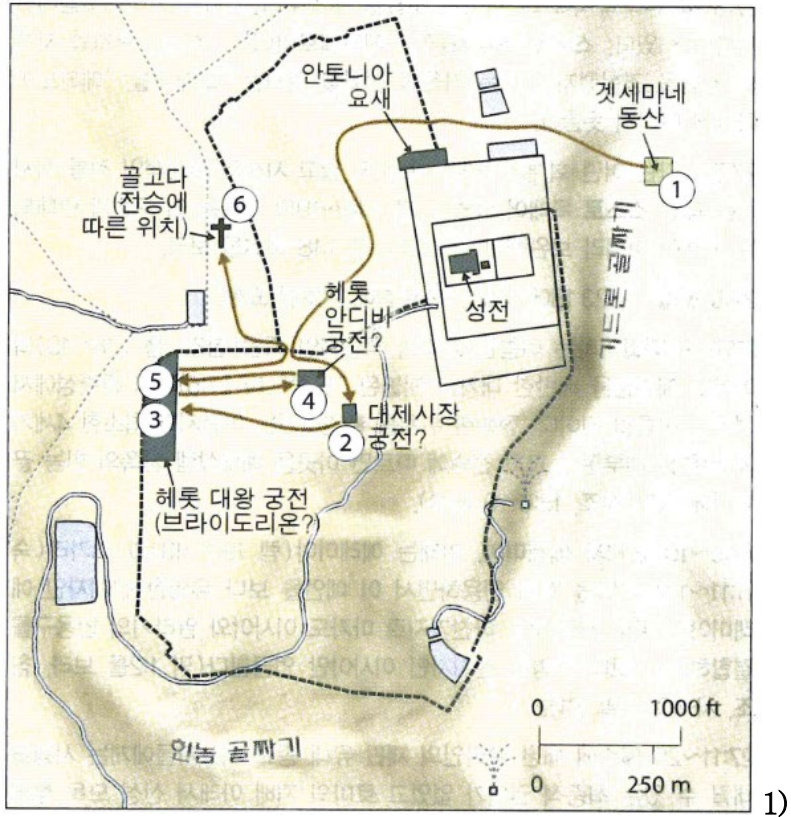 안토니아
요새
겟세마네
동산
1
골고다
(전승에
따른 위치)
6
기드론 골짜기
헤롯
안디바
궁전?
성전
5
4
3
대제사장
궁전?
2
헤롯 대왕 궁전
(브라이도리온?)
힌놈 골짜기
0 1000 ft
0 250 m
1)